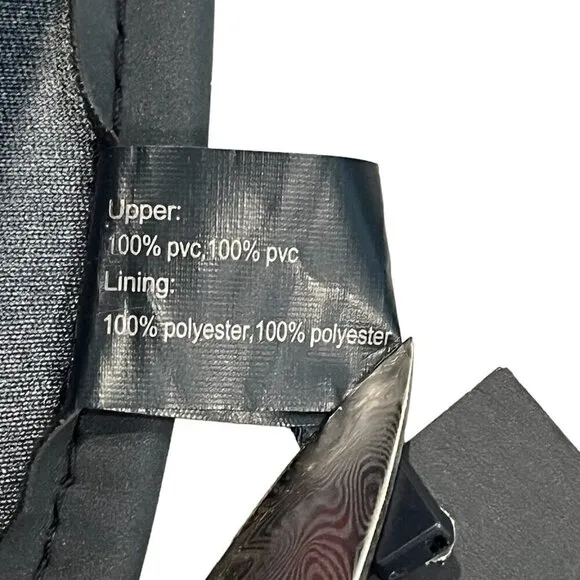 Upper:
100% pvc,100% pvc
Lining:
100% polyester,100% polyester